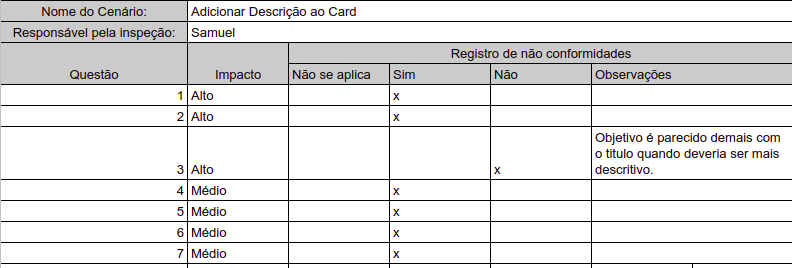 Nome do Cenário: Adicionar Descrição ao Card
Responsável pela inspeção: Samuel
Registro de não conformidades
Questão Impacto Não se aplica Sim Não Observações
1 Alto x
2 Alto x
Objetivo é parecido demais com
o titulo quando deveria ser mais
3 Alto x descritivo.
4 Médio x
5 Médio x
6 Médio x
7 Médio x